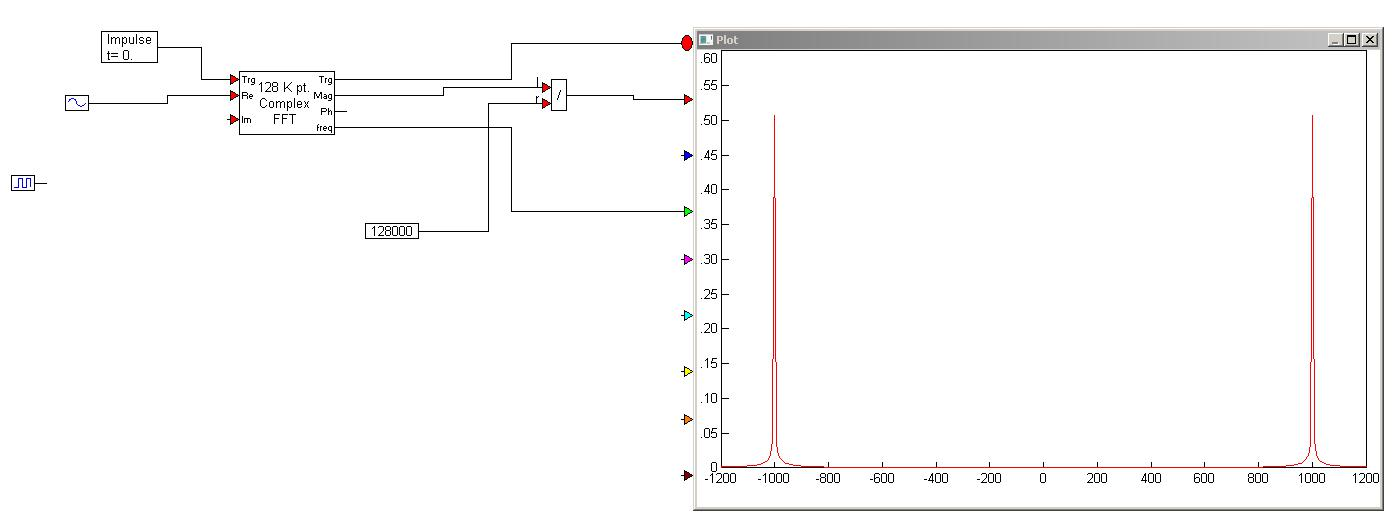 Impulse
t= 0.
Trg
Re
Im
128 K pt.
Complex
FFT
Trg
Mag
Ph
freq
l
r
/
128000
Plot
.60
.55
.50
.45
.40
.35
.30
.25
.20
.15
.10
.05
0
-1200 -1000 -800 -600 -400 -200 0 200 400 600 800 1000 1200